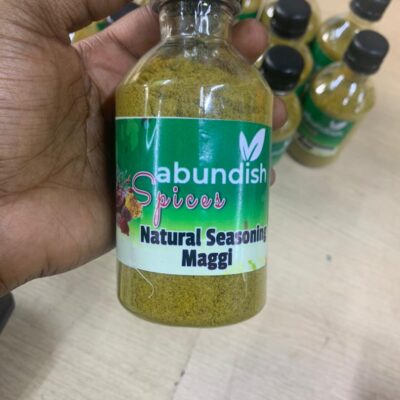 abundish
Spices
Natural Seasoning
Maggi